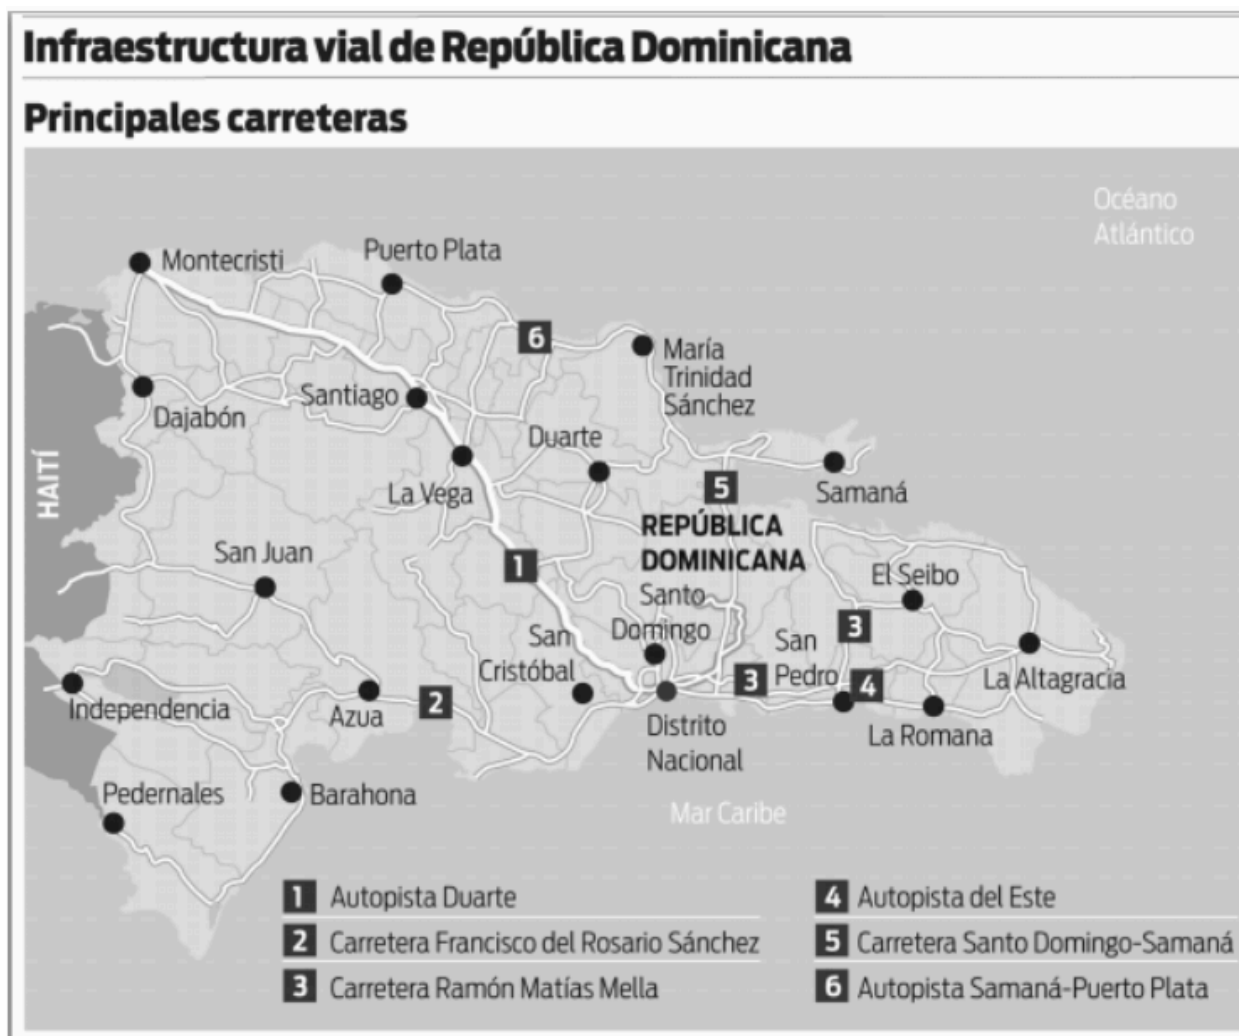 Infraestructura vial de República Dominicana
Principales carreteras
Océano
Atlántico
Montecristi
Puerto Plata
6
María
Trinidad
Sánchez
Santiago
Dajabón
Duarte
HAITÍ
La Vega
5
Samaná
REPÚBLICA
DOMINICANA
San Juan
1
El Seibo
Santo
Domingo
3
San
Cristóbal
San
Pedro
3
4
La Altagracia
Independencia
Azua
2
Distrito
Nacional
La Romana
Pedernales
Barahona
Mar Caribe
1 Autopista Duarte
2 Carretera Francisco del Rosario Sánchez
3 Carretera Ramón Matías Mella
4 Autopista del Este
5 Carretera Santo Domingo-Samaná
6 Autopista Samaná-Puerto Plata